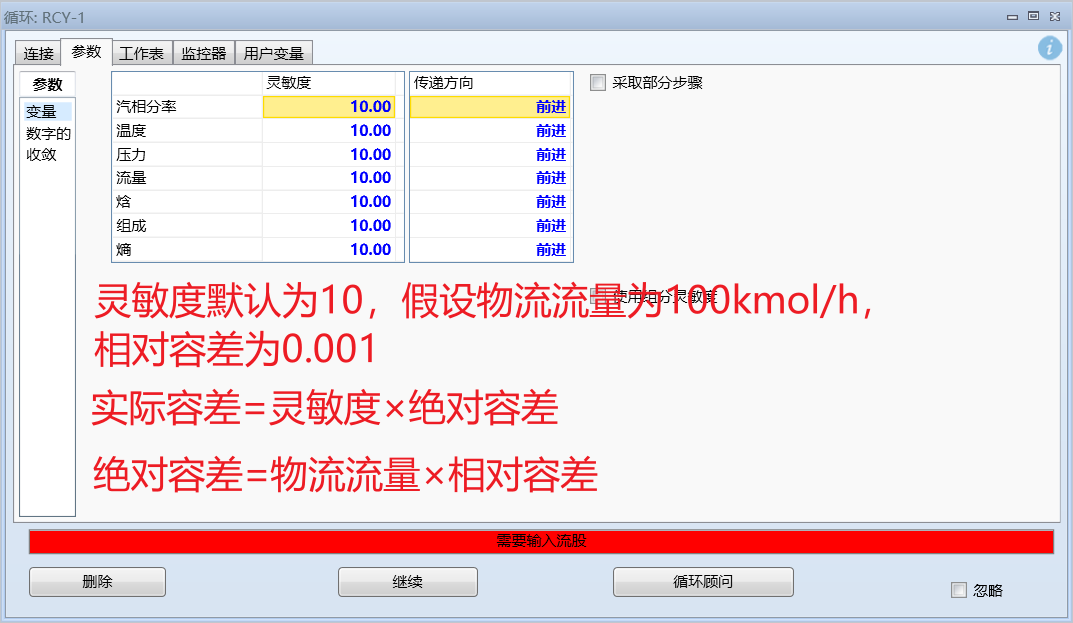 循环: RCY-1
连接 参数 工作表 监控器 用户变量
参数
变量
数字的
收敛
灵敏度 传递方向
汽相分率 10.00 前进
温度 10.00 前进
压力 10.00 前进
流量 10.00 前进
焓 10.00 前进
组成 10.00 前进
熵 10.00 前进
采取部分步骤
使用组分灵敏度
灵敏度默认为10，假设物流流量为100kmol/h，
相对容差为0.001
实际容差=灵敏度×绝对容差
绝对容差=物流流量×相对容差
需要输入流股
删除 继续 循环顾问 忽略